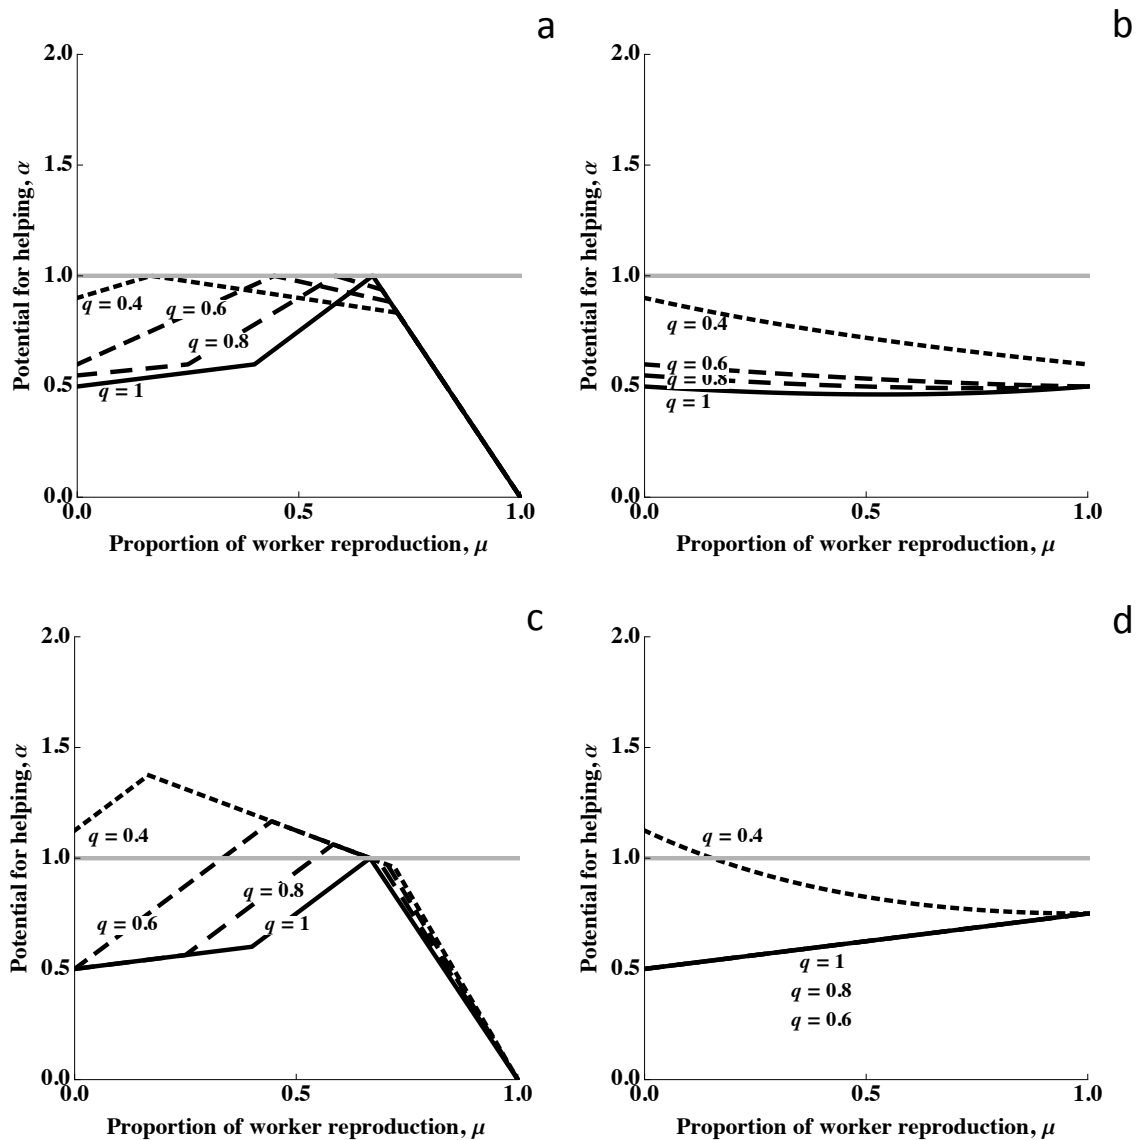 a
2.0
1.5
1.0
0.5
0.0
Potential for helping, α
q = 0.4
q = 0.6
q = 0.8
q = 1
0.0
0.5
1.0
Proportion of worker reproduction, μ
b
2.0
1.5
1.0
0.5
0.0
Potential for helping, α
q = 0.4
q = 0.6
q = 0.8
q = 1
0.0
0.5
1.0
Proportion of worker reproduction, μ
c
2.0
1.5
1.0
0.5
0.0
Potential for helping, α
q = 0.4
q = 0.8
q = 0.6
q = 1
0.0
0.5
1.0
Proportion of worker reproduction, μ
d
2.0
1.5
1.0
0.5
0.0
Potential for helping, α
q = 0.4
q = 1
q = 0.8
q = 0.6
0.0
0.5
1.0
Proportion of worker reproduction, μ